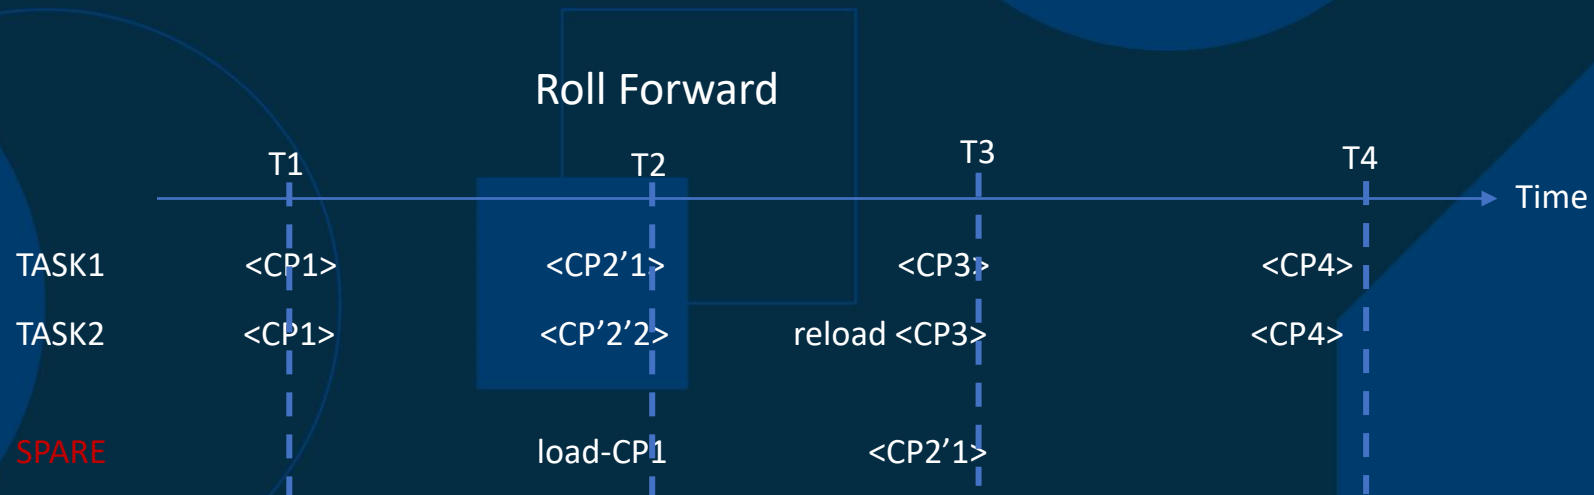 Roll Forward
T1 T2 T3 T4
Time
TASK1 <CP1> <CP2’1> <CP3> <CP4>
TASK2 <CP1> <CP’2’2> reload <CP3> <CP4>
SPARE load-CP1 <CP2’1>